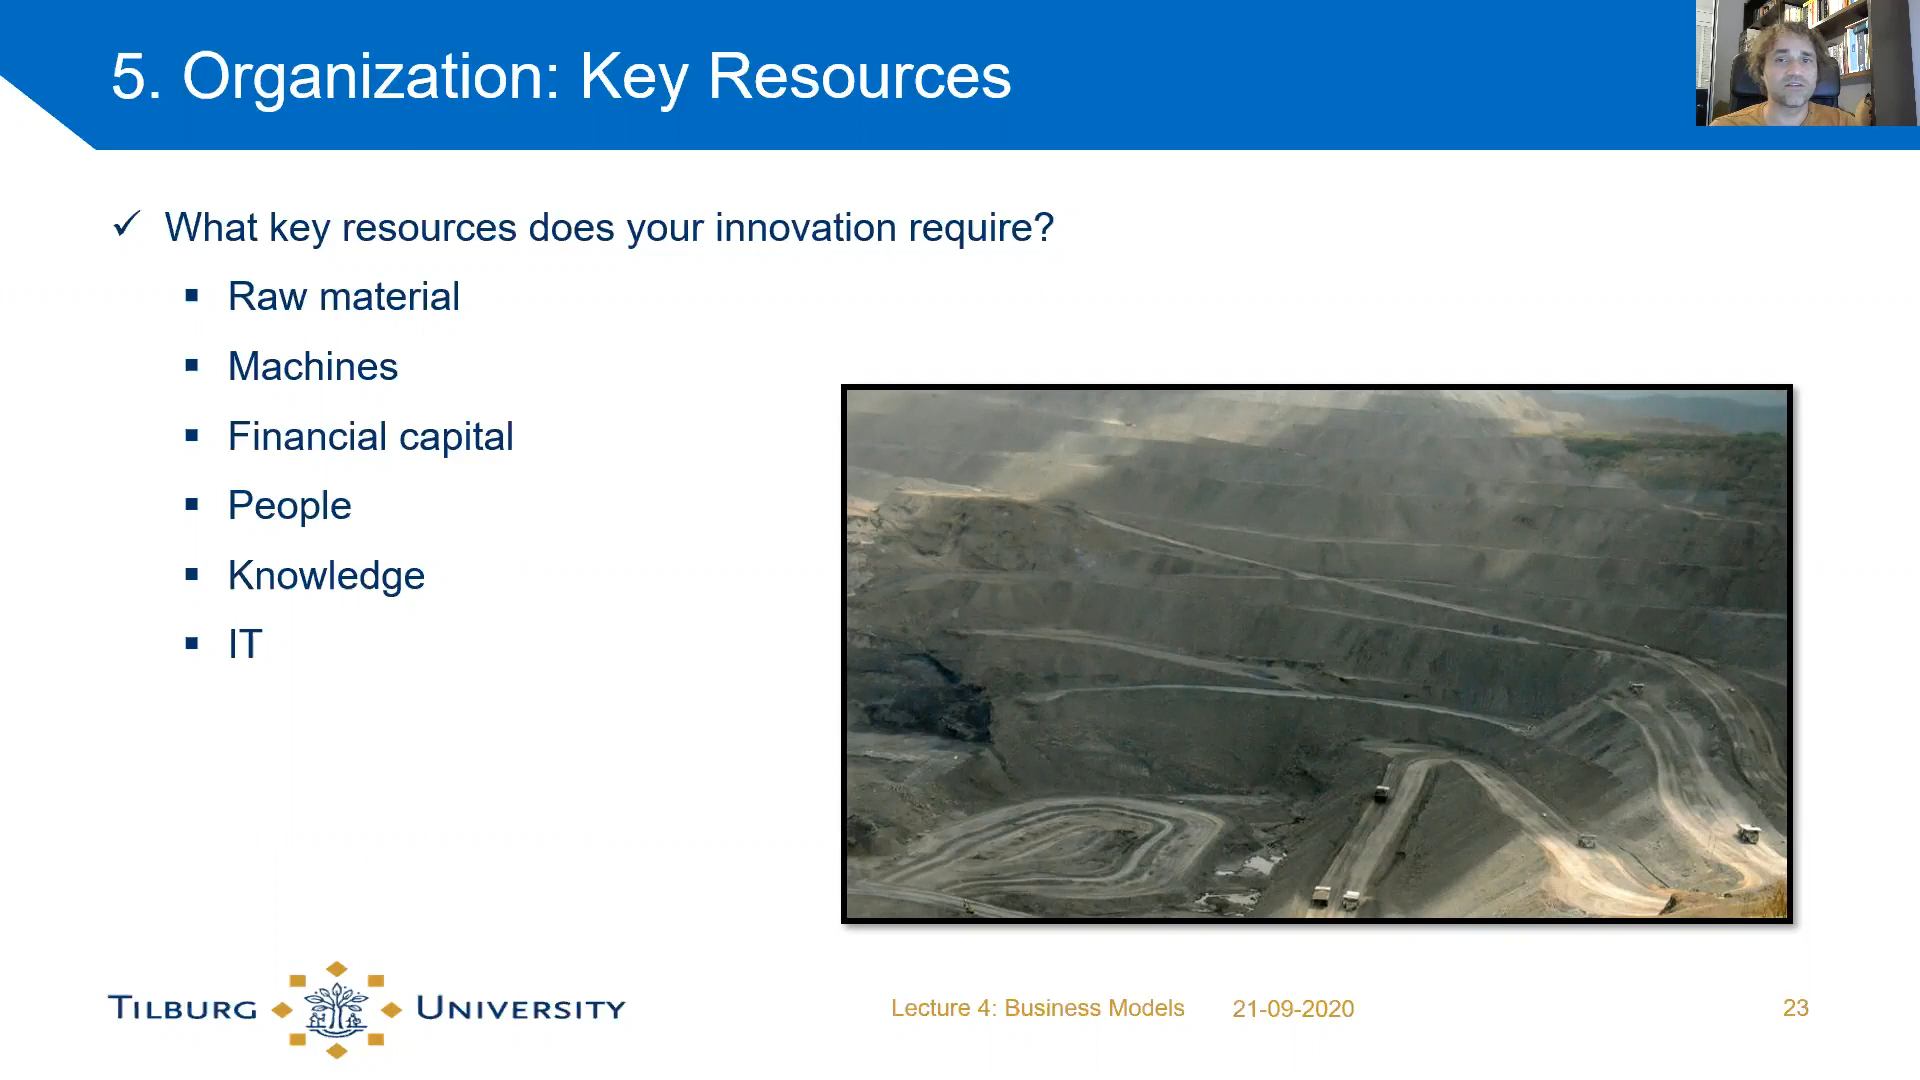 5. Organization: Key Resources
✓ What key resources does your innovation require?
▪ Raw material
▪ Machines
▪ Financial capital
▪ People
▪ Knowledge
▪ IT
TILBURG UNIVERSITY
Lecture 4: Business Models 21-09-2020 23